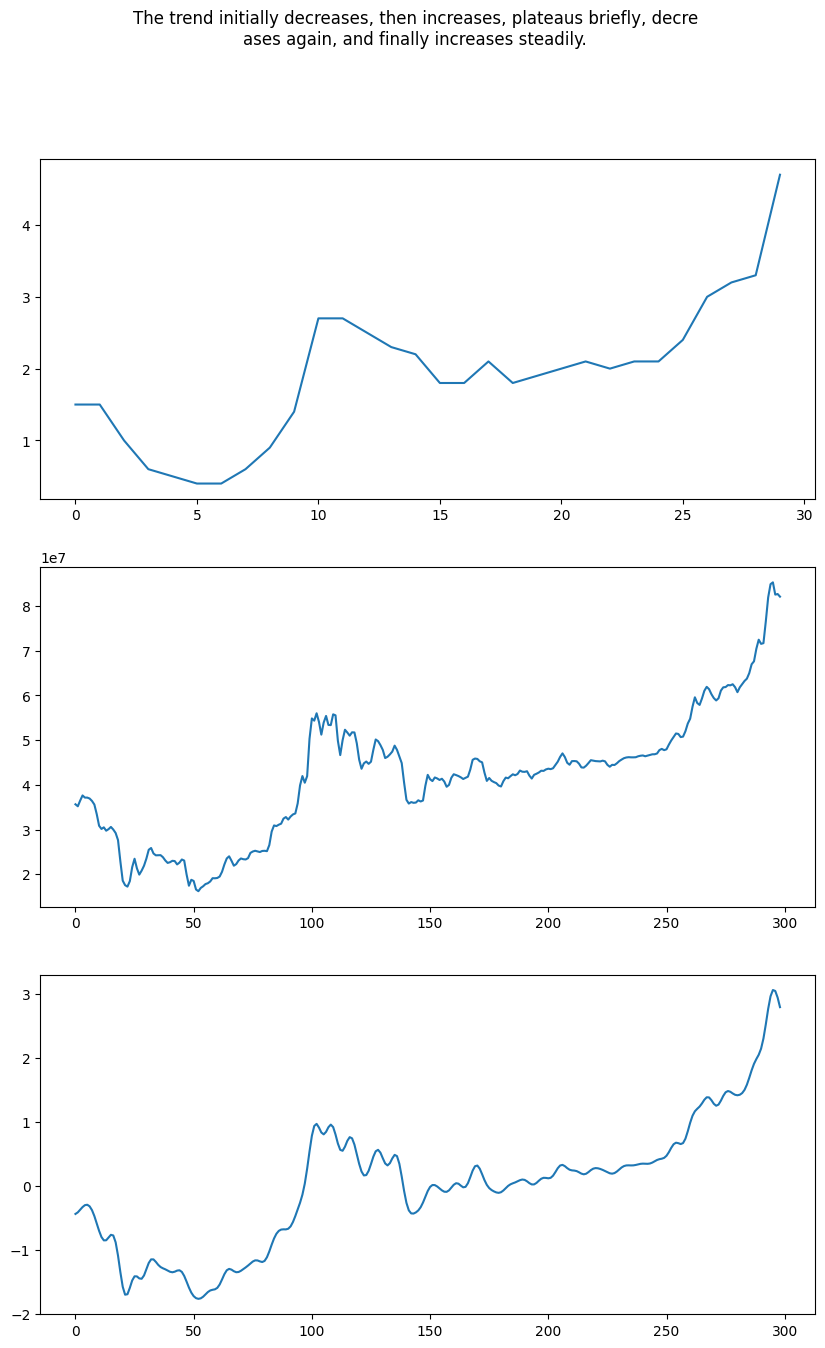 The trend initially decreases, then increases, plateaus briefly, decre
ases again, and finally increases steadily.
4
3
2
1
0 5 10 15 20 25 30
1e7
8
7
6
5
4
3
2
0 50 100 150 200 250 300
3
2
1
0
−1
−2
0 50 100 150 200 250 300